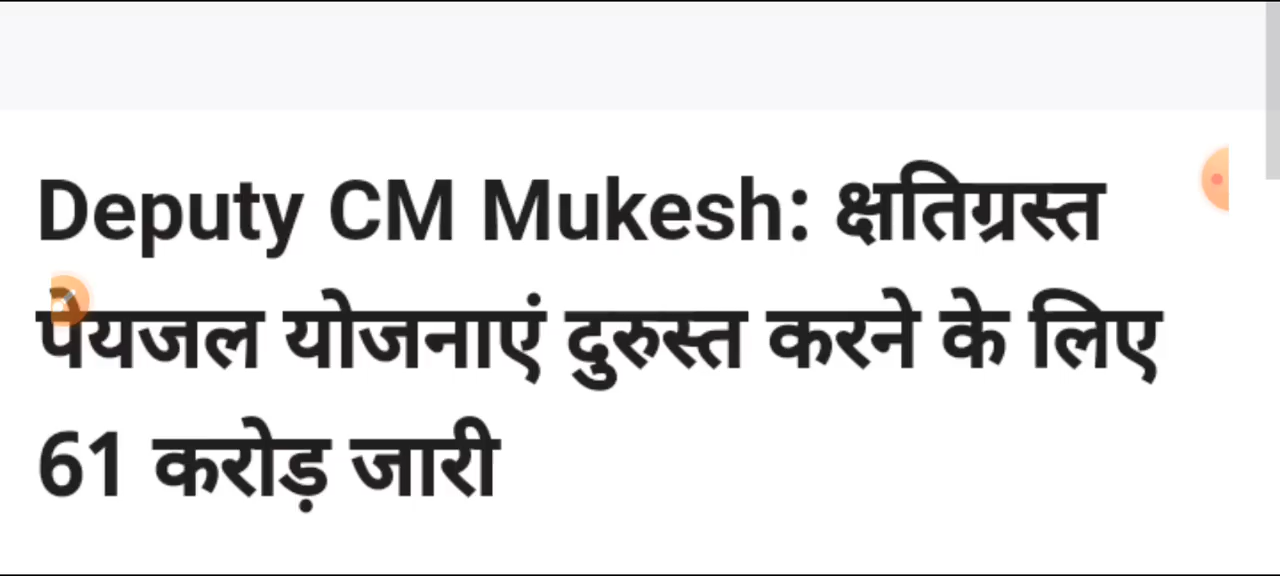 Deputy CM Mukesh: क्षतिग्रस्त
पेयजल योजनाएं दुरुस्त करने के लिए
61 करोड़ जारी